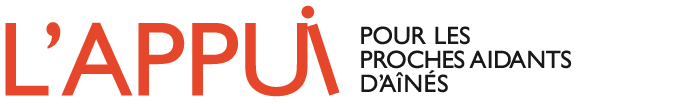 L'APPUi
POUR LES
PROCHES AIDANTS
D'AÎNÉS